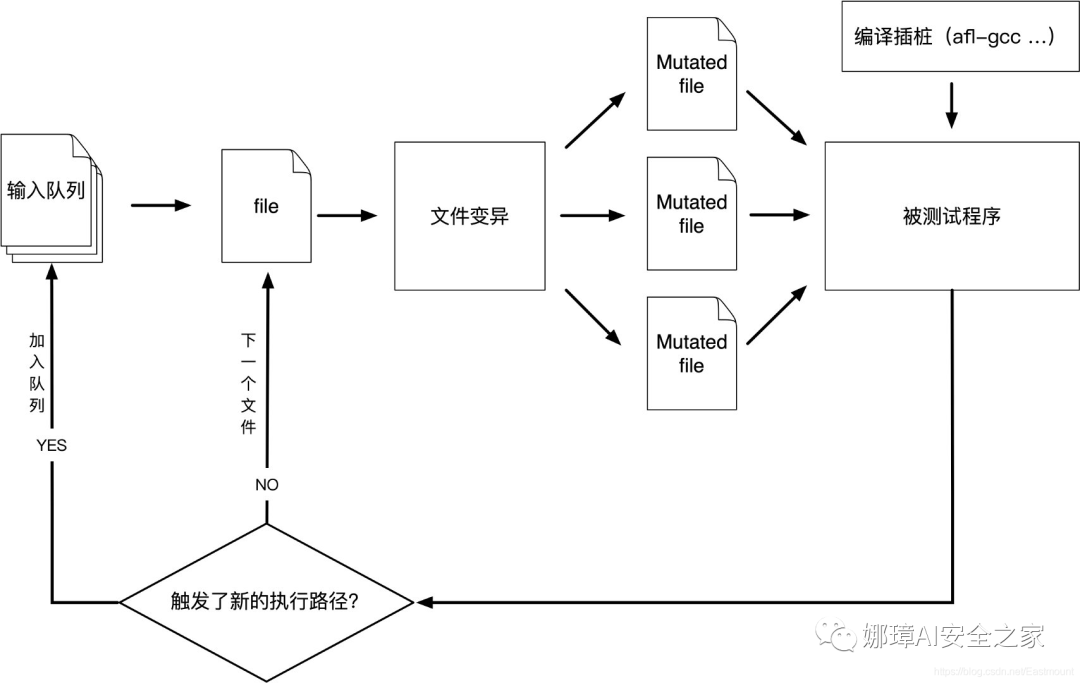 编译插桩（afl-gcc ...）
Mutated
file
输入队列
file
文件变异
Mutated
file
被测试程序
Mutated
file
加入队列
YES
下一个文件
NO
触发了新的执行路径?
娜璋AI安全之家
https://blog.csdn.net/Eastmount